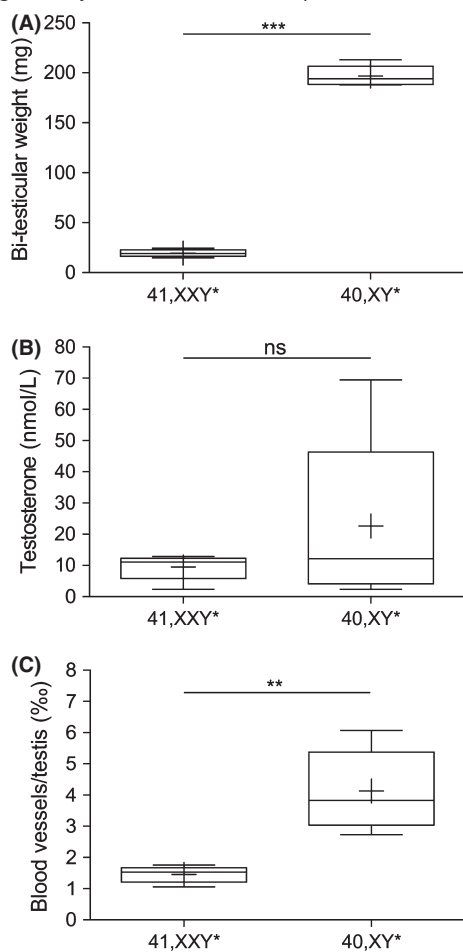 (A)
***
250
200
150
100
50
0
Bi-testicular weight (mg)
41,XXY* 40,XY*
(B)
ns
80
70
60
50
40
30
20
10
0
Testosterone (nmol/L)
41,XXY* 40,XY*
(C)
**
8
7
6
5
4
3
2
1
0
Blood vessels/testis (‰)
41,XXY* 40,XY*